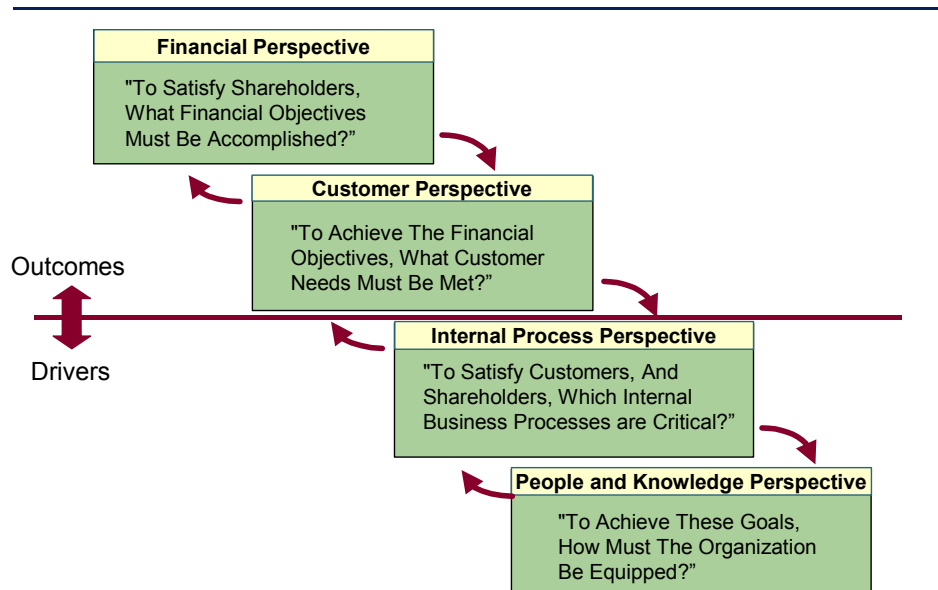 Financial Perspective
"To Satisfy Shareholders,
What Financial Objectives
Must Be Accomplished?”
Customer Perspective
"To Achieve The Financial
Objectives, What Customer
Needs Must Be Met?”
Outcomes
Drivers
Internal Process Perspective
"To Satisfy Customers, And
Shareholders, Which Internal
Business Processes are Critical?”
People and Knowledge Perspective
"To Achieve These Goals,
How Must The Organization
Be Equipped?”